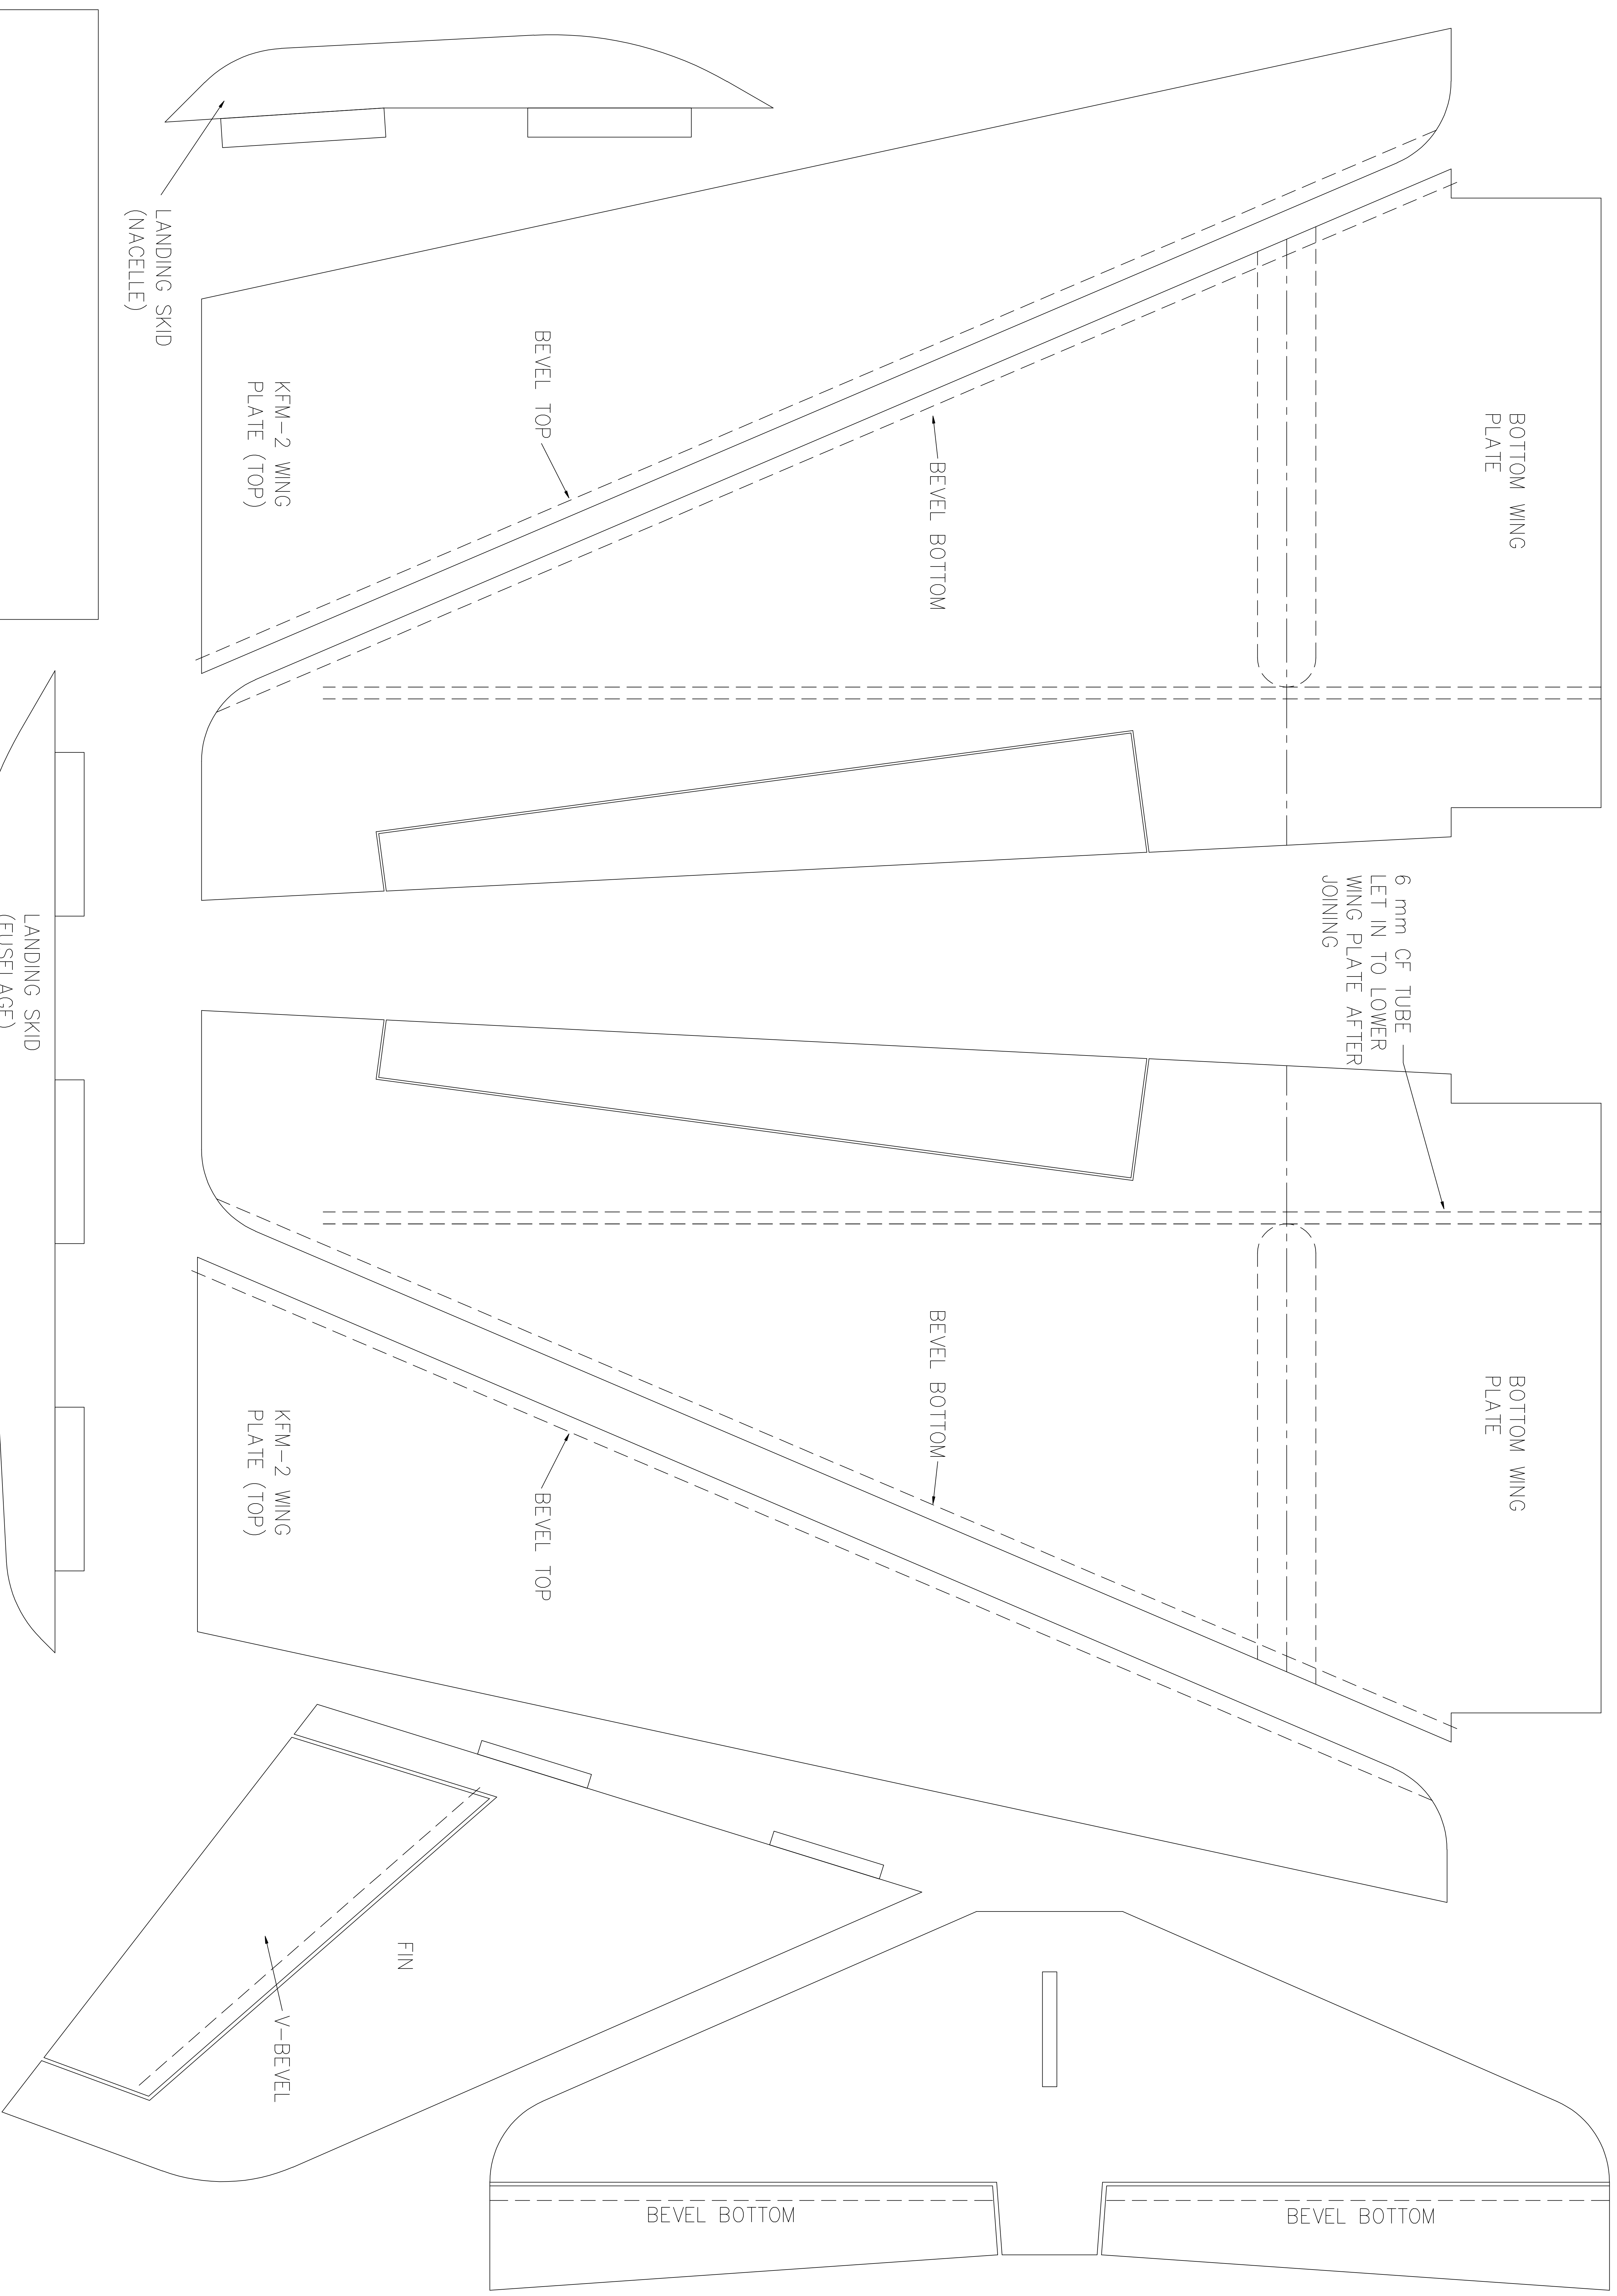 BOTTOM WING
PLATE
BEVEL BOTTOM
BEVEL TOP
KFM-2 WING
PLATE (TOP)
LANDING SKID
(NACELLE)
6 mm CF TUBE
LET IN TO LOWER
WING PLATE AFTER
JOINING
BOTTOM WING
PLATE
BEVEL BOTTOM
BEVEL TOP
KFM-2 WING
PLATE (TOP)
LANDING SKID
(FUSELAGE)
FIN
V-BEVEL
BEVEL BOTTOM
BEVEL BOTTOM